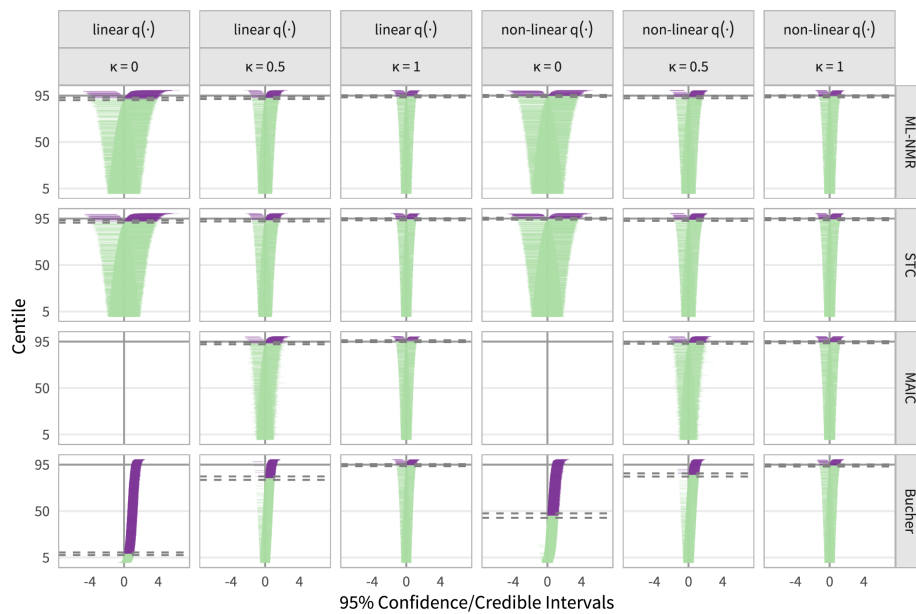 linear q(·) linear q(·) linear q(·) non-linear q(·) non-linear q(·) non-linear q(·)
κ = 0 κ = 0.5 κ = 1 κ = 0 κ = 0.5 κ = 1
95
50
5
ML-NMR
95
50
5
STC
95
50
5
MAIC
95
50
5
Bucher
Centile
-4 0 4 -4 0 4 -4 0 4 -4 0 4 -4 0 4 -4 0 4
95% Confidence/Credible Intervals